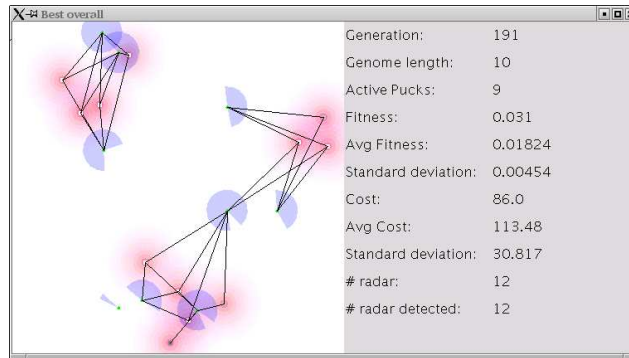 Best overall
Generation: 191
Genome length: 10
Active Pucks: 9
Fitness: 0.031
Avg Fitness: 0.01824
Standard deviation: 0.00454
Cost: 86.0
Avg Cost: 113.48
Standard deviation: 30.817
# radar: 12
# radar detected: 12